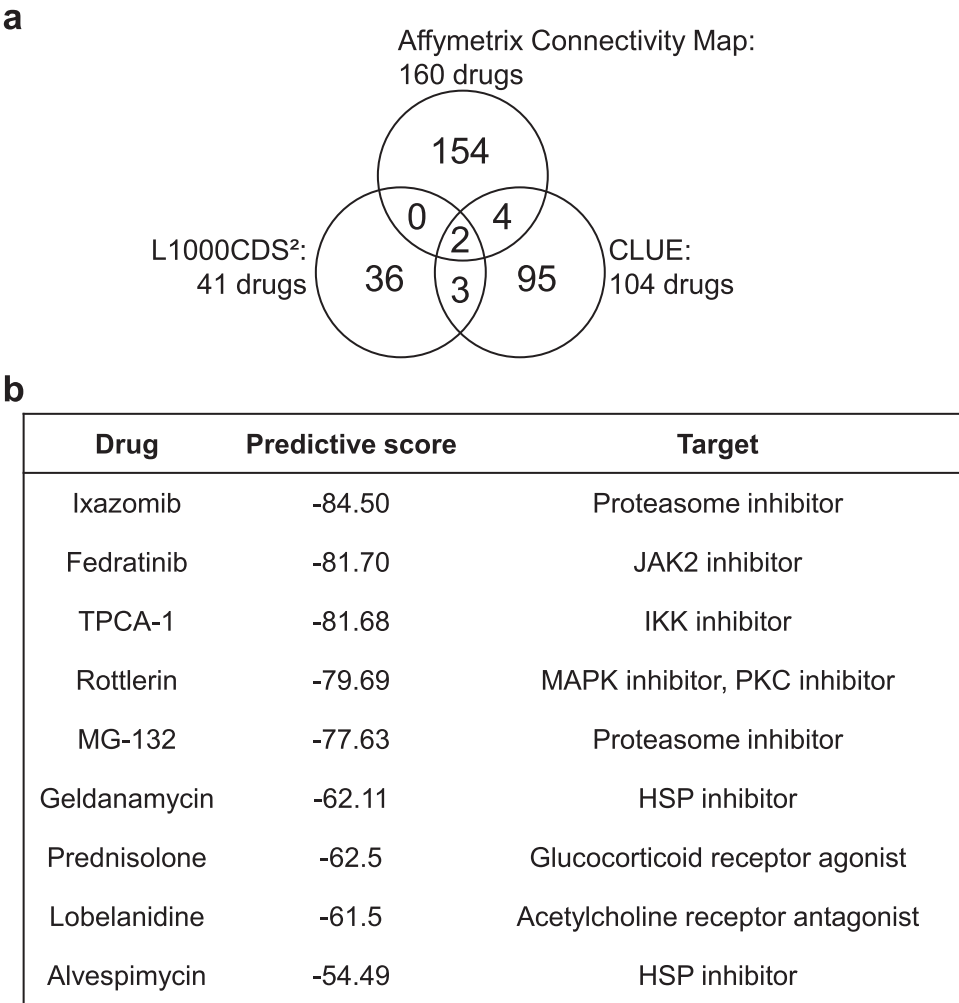 a
Affymetrix Connectivity Map:
160 drugs
154
0
4
2
L1000CDS²:
41 drugs
36
3
95
CLUE:
104 drugs
b
Drug Predictive score Target
Ixazomib -84.50 Proteasome inhibitor
Fedratinib -81.70 JAK2 inhibitor
TPCA-1 -81.68 IKK inhibitor
Rottlerin -79.69 MAPK inhibitor, PKC inhibitor
MG-132 -77.63 Proteasome inhibitor
Geldanamycin -62.11 HSP inhibitor
Prednisolone -62.5 Glucocorticoid receptor agonist
Lobelanidine -61.5 Acetylcholine receptor antagonist
Alvespimycin -54.49 HSP inhibitor